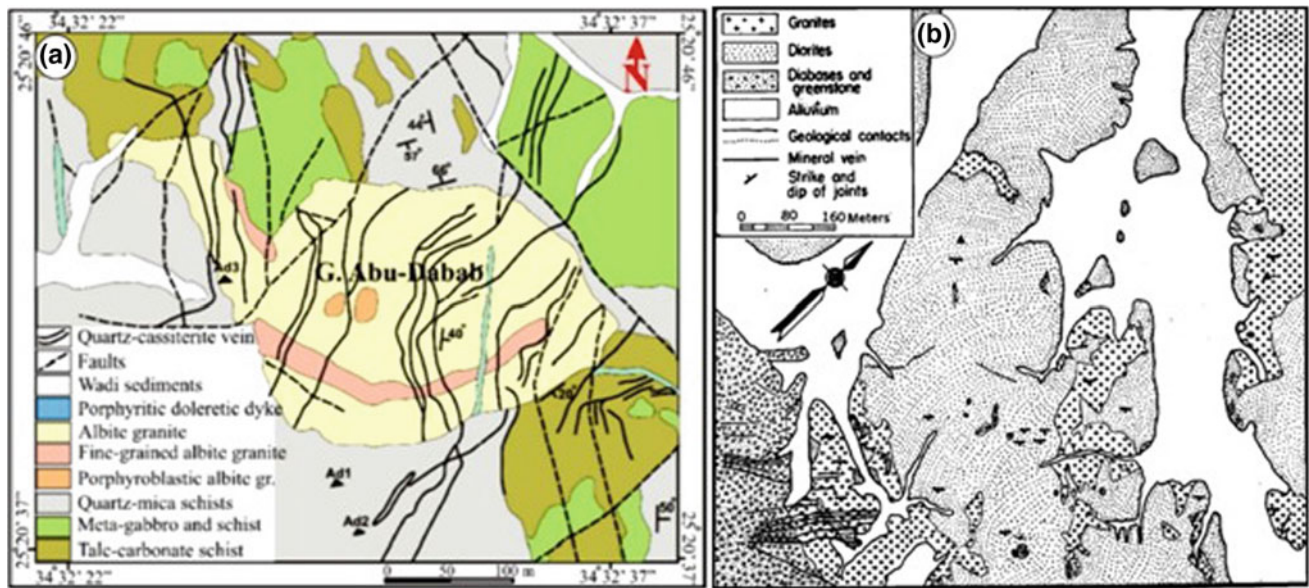 34 32' 22"
34 32' 37"
25 20' 46"
25 20' 46"
(a)
N
44
57°
66°
G. Abu-Dabab
Ad3
40°
<20°
Quartz-cassiterite vein
Faults
Wadi sediments
Porphyritic doleretic dyke
Albite granite
Fine-grained albite granite
Porphyroblastic albite gr.
Quartz-mica schists
Meta-gabbro and schist
Talc-carbonate schist
Ad1
Ad2
50°
25 20' 37"
25 20' 37
34 32' 22"
34 32' 37"
0 50 100 m
(b)
Granites
Diorites
Diabases and
greenstone
Alluvium
Geological contacts
Mineral vein
Strike and
dip of joints
0 80 160 Meters